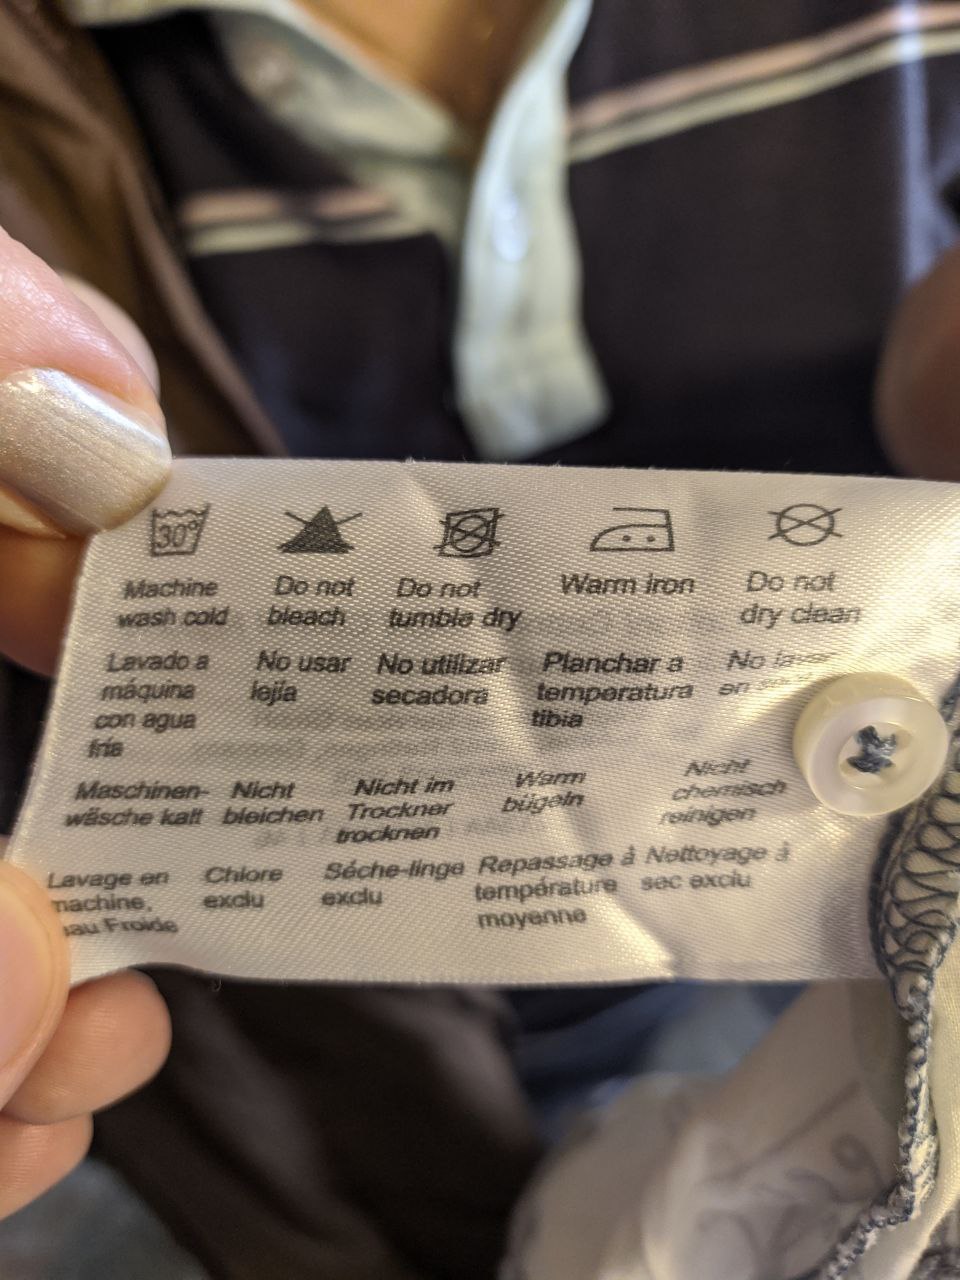 30°
Machine
wash cold
Do not
bleach
Do not
tumble dry
Warm iron
Do not
dry clean
Lavado a
máquina
con agua
fría
No usar
lejía
No utilizar
secadora
Planchar a
temperatura
tibia
No lavar
en
Maschinen-
wäsche kalt
Nicht
bleichen
Nicht im
Trockner
trocknen
Warm
bügeln
Nicht
chemisch
reinigen
Lavage en
machine,
eau Froide
Chlore
exclu
Séche-linge
exclu
Repassage à
température
moyenne
Nettoyage à
sec exclu